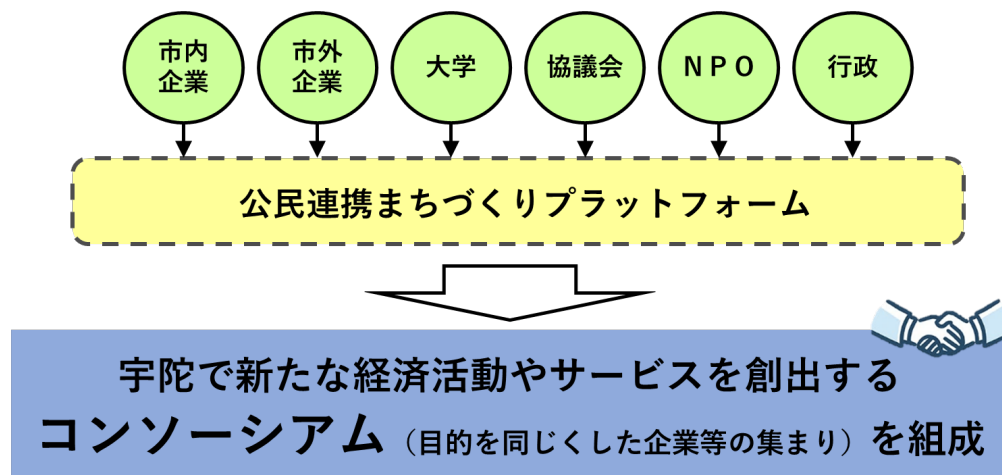 市内
企業
市外
企業
大学
協議会
ＮＰＯ
行政
公民連携まちづくりプラットフォーム
宇陀で新たな経済活動やサービスを創出する
コンソーシアム（目的を同じくした企業等の集まり）を組成